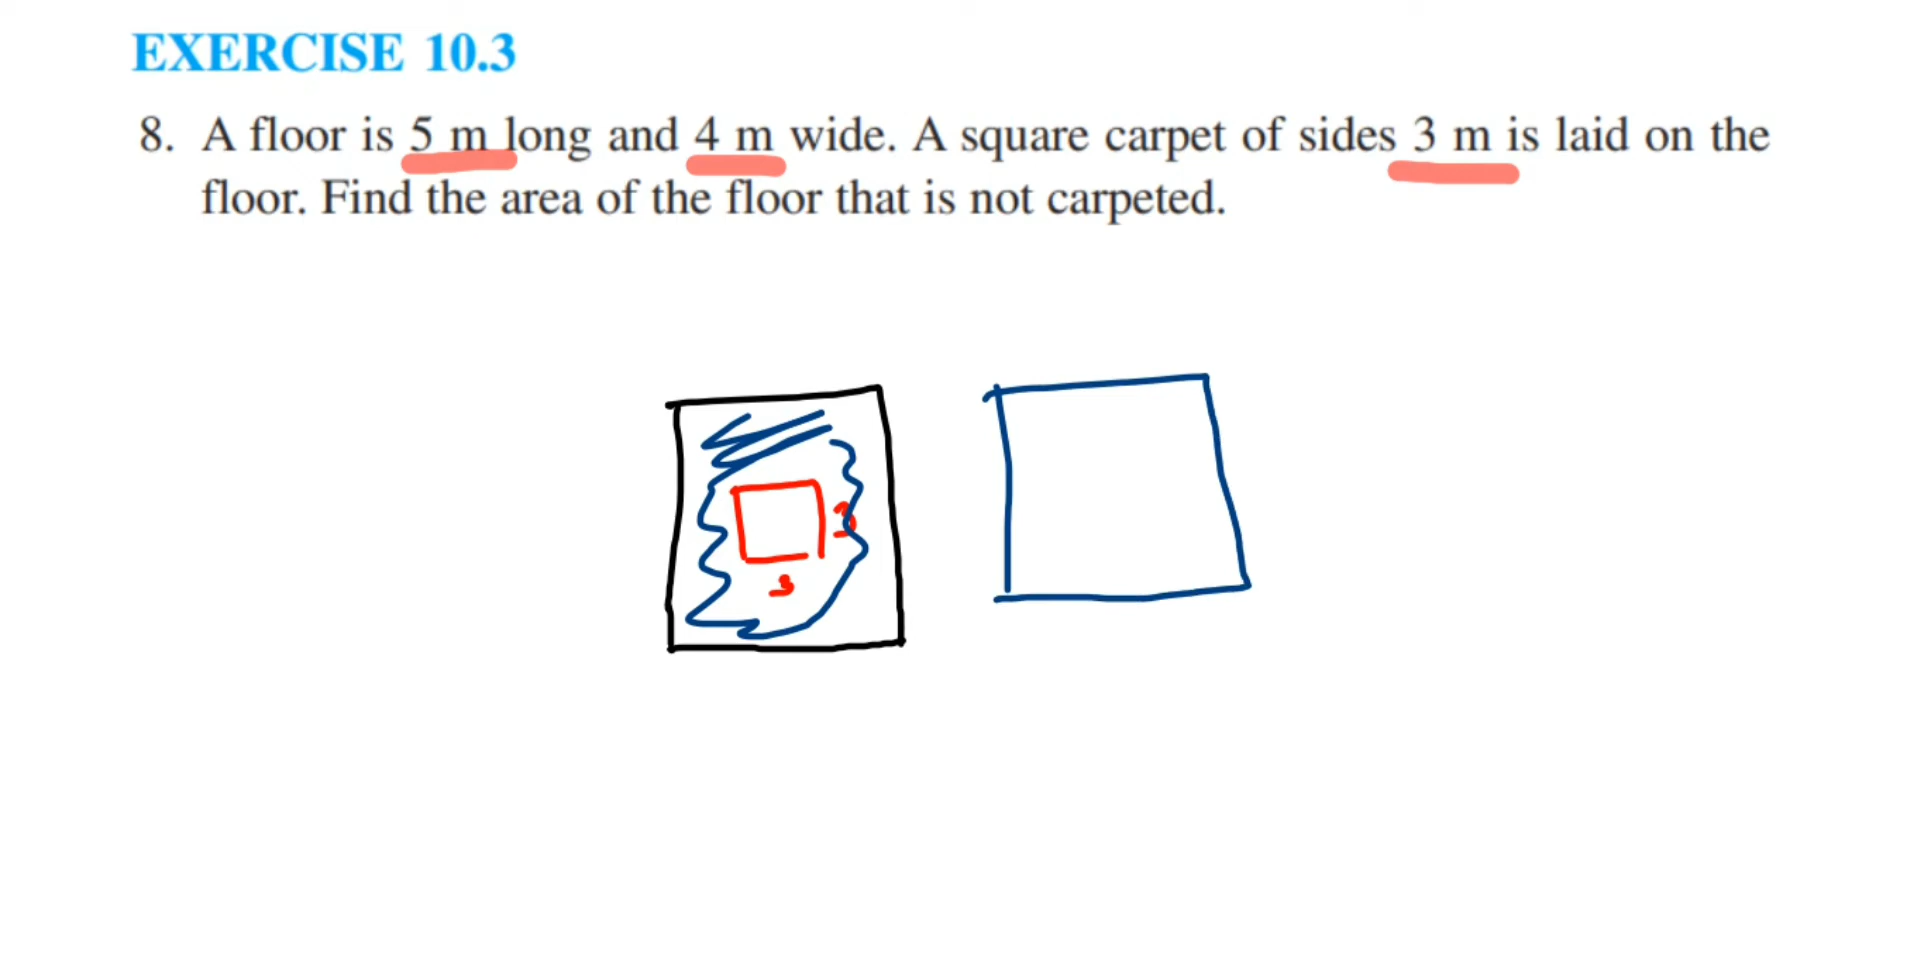 EXERCISE 10.3
8. A floor is 5 m long and 4 m wide. A square carpet of sides 3 m is laid on the
floor. Find the area of the floor that is not carpeted.
3
3